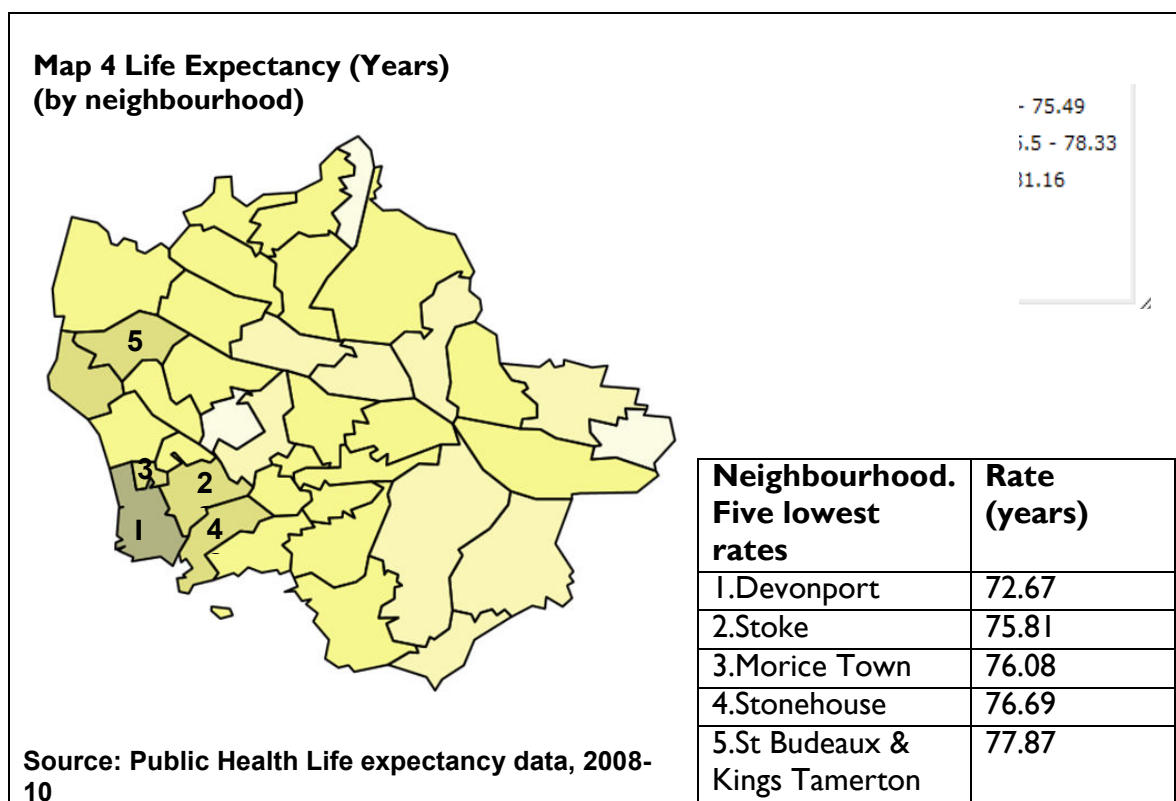 Map 4 Life Expectancy (Years)
(by neighbourhood)
- 75.49
5.5 - 78.33
31.16
5
3
2
1
4
Neighbourhood. Five lowest rates
Rate (years)
1.Devonport 72.67
2.Stoke 75.81
3.Morice Town 76.08
4.Stonehouse 76.69
5.St Budeaux & Kings Tamerton 77.87
Source: Public Health Life expectancy data, 2008-
10